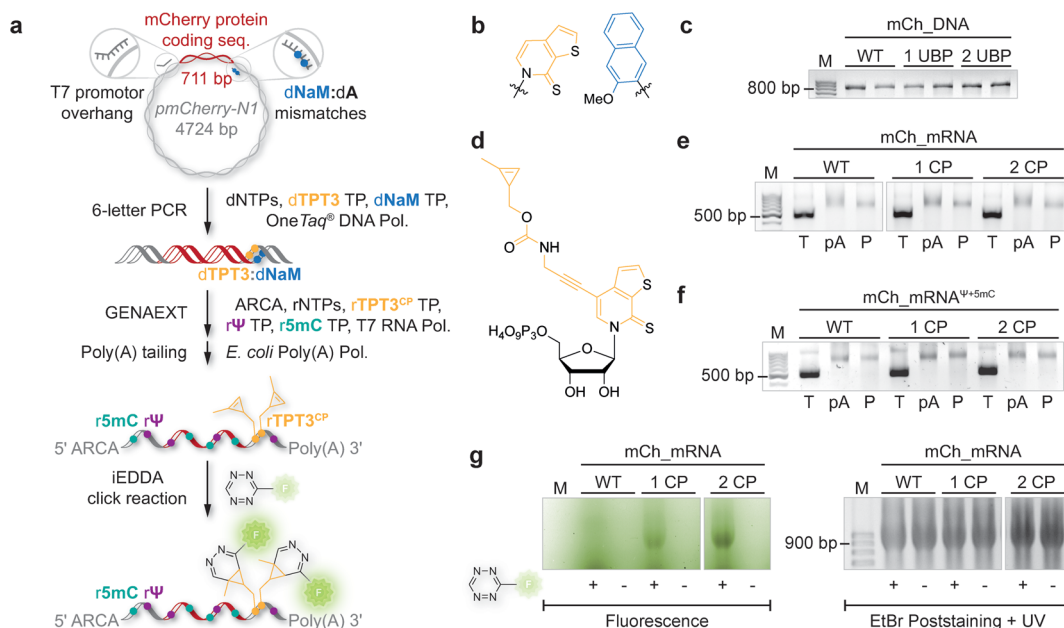 a
mCherry protein
coding seq.
711 bp
T7 promotor
overhang
pmCherry-N1
4724 bp
dNaM:dA
mismatches
6-letter PCR
dNTPs, dTPT3 TP, dNaM TP,
OneTaq® DNA Pol.
dTPT3:dNaM
GENAEXT
ARCA, rNTPs, rTPT3ᶜᴾ TP,
rΨ TP, r5mC TP, T7 RNA Pol.
Poly(A) tailing
E. coli Poly(A) Pol.
r5mC rΨ
rTPT3ᶜᴾ
5' ARCA
Poly(A) 3'
iEDDA
click reaction
N N
N N
F
N N
F
N N
F
r5mC rΨ
5' ARCA
Poly(A) 3'
b
S
N
S
MeO
c
mCh_DNA
M WT 1 UBP 2 UBP
800 bp
d
O
O
NH
S
N
S
H₄O₉P₃O
O
OH OH
e
mCh_mRNA
M WT 1 CP 2 CP
500 bp
T pA P T pA P T pA P
f
mCh_mRNAΨ+5mC
M WT 1 CP 2 CP
500 bp
T pA P T pA P T pA P
g
mCh_mRNA
M WT 1 CP 2 CP
N N
N N
F
+ - + - + -
Fluorescence
mCh_mRNA
M WT 1 CP 2 CP
900 bp
+ - + - + -
EtBr Poststaining + UV